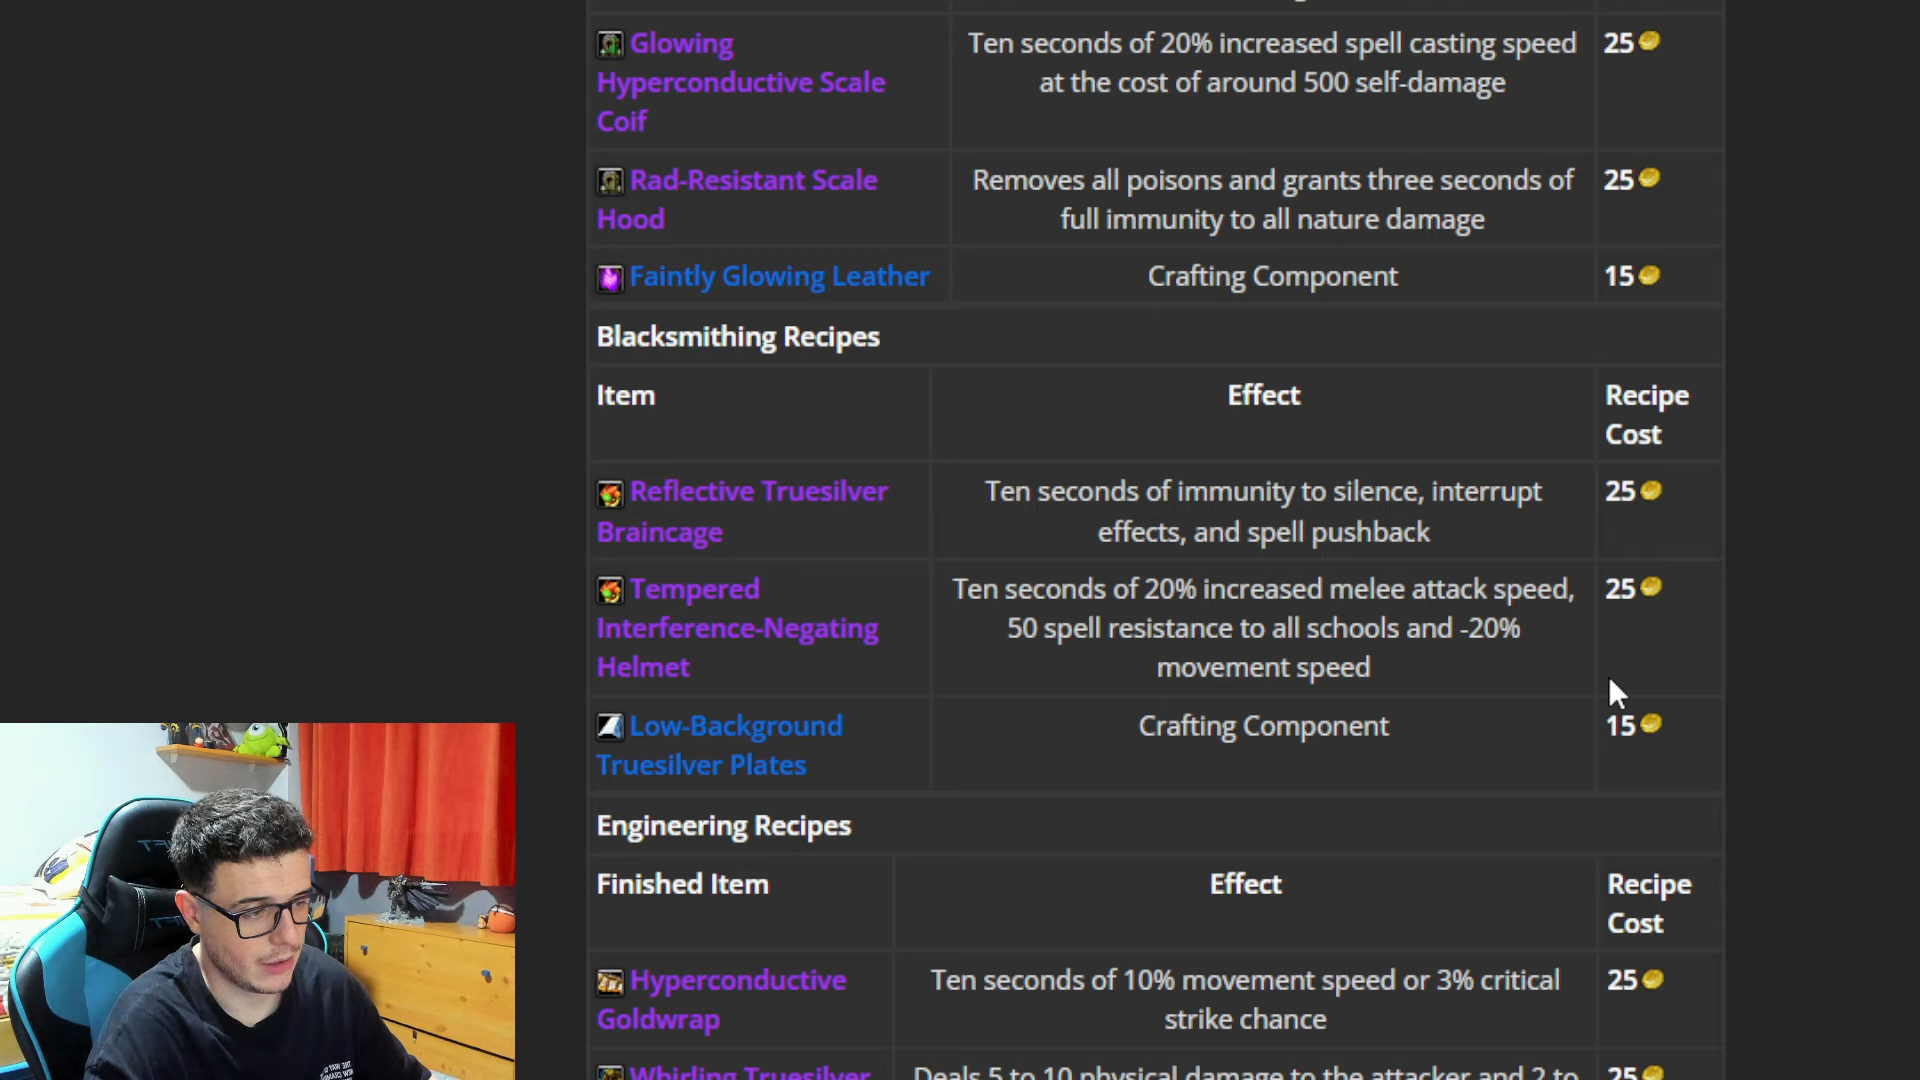 Glowing
Hyperconductive Scale
Coif
Ten seconds of 20% increased spell casting speed
at the cost of around 500 self-damage
25
Rad-Resistant Scale
Hood
Removes all poisons and grants three seconds of
full immunity to all nature damage
25
Faintly Glowing Leather
Crafting Component
15
Blacksmithing Recipes
Item
Effect
Recipe
Cost
Reflective Truesilver
Braincage
Ten seconds of immunity to silence, interrupt
effects, and spell pushback
25
Tempered
Interference-Negating
Helmet
Ten seconds of 20% increased melee attack speed,
50 spell resistance to all schools and -20%
movement speed
25
Low-Background
Truesilver Plates
Crafting Component
15
Engineering Recipes
Finished Item
Effect
Recipe
Cost
Hyperconductive
Goldwrap
Ten seconds of 10% movement speed or 3% critical
strike chance
25
Whirling Truesilver
Deals 5 to 10 physical damage to the attacker and 2 to
25